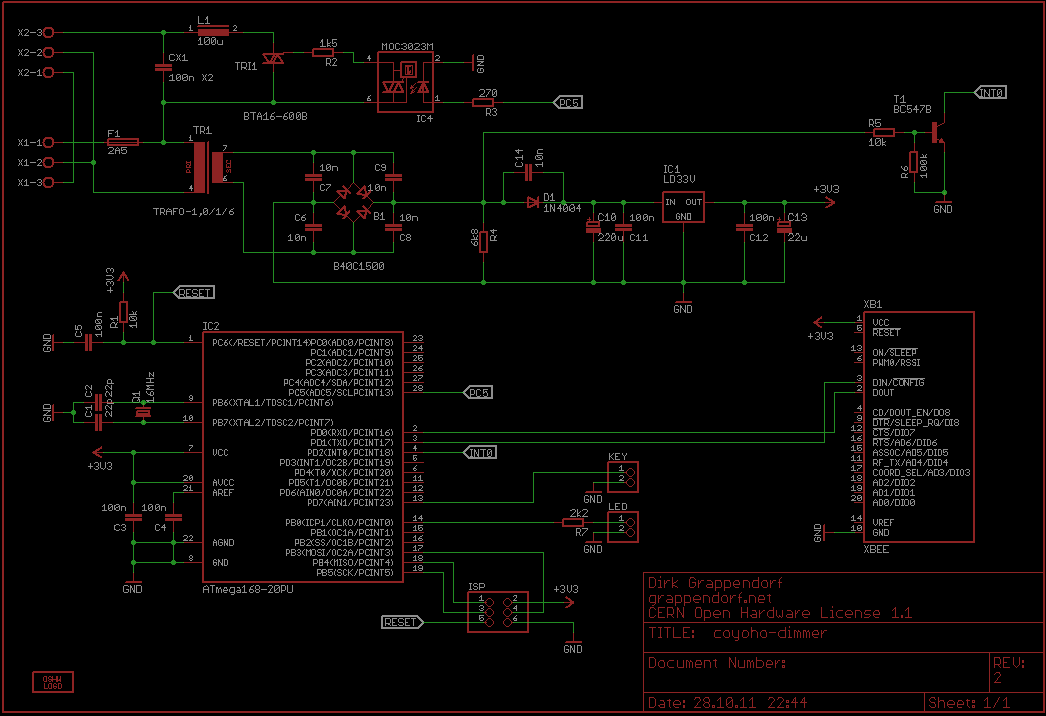 X2-3
X2-2
X2-1
L1
1 2
100u
CX1
100n X2
TRI1
BTA16-600B
1k5
R2
MOC3023M
4
6
2
1
IC4
GND
270
R3
PC5
X1-1
X1-2
X1-3
F1
2A5
TR1
1
4
7
6
PRI
SEC
TRAFO-1,0/1/6
10n
C7
C9
10n
C6
10n
B1
10n
C8
B40C1500
C14
10n
D1
1N4004
6k8
R4
C10
220u
100n
C11
IC1
LD33V
IN OUT
GND
GND
100n
C12
C13
22u
+3V3
R5
10k
R6
100k
T1
BC547B
INT0
GND
+3V3
RESET
R1
10k
C5
100n
GND
C2
22p
C1
22p
Q1
16MHz
GND
+3V3
100n
C3
100n
C4
GND
IC2
1 PC6(/RESET/PCINT14)
9 PB6(XTAL1/TOSC1/PCINT6)
10 PB7(XTAL2/TOSC2/PCINT7)
7 VCC
20 AVCC
21 AREF
22 AGND
8 GND
PC0(ADC0/PCINT8) 23
PC1(ADC1/PCINT9) 24
PC2(ADC2/PCINT10) 25
PC3(ADC3/PCINT11) 26
PC4(ADC4/SDA/PCINT12) 27
PC5(ADC5/SCLPCINT13) 28
PD0(RXD/PCINT16) 2
PD1(TXD/PCINT17) 3
PD2(INT0/PCINT18) 4
PD3(INT1/OC2B/PCINT19) 5
PD4(T0/XCK/PCINT20) 6
PD5(T1/OC0B/PCINT21) 11
PD6(AIN0/OC0A/PCINT22) 12
PD7(AIN1/PCINT23) 13
PB0(ICP1/CLKO/PCINT0) 14
PB1(OC1A/PCINT1) 15
PB2(SS/OC1B/PCINT2) 16
PB3(MOSI/OC2A/PCINT3) 17
PB4(MISO/PCINT4) 18
PB5(SCK/PCINT5) 19
ATmega168-20PU
PC5
INT0
KEY
1
2
GND
LED
1
2
GND
2k2
R7
ISP
1 2
3 4
5 6
+3V3
GND
RESET
XB1
+3V3
1 VCC
5 RESET
13 ON/SLEEP
6 PWM0/RSSI
3 DIN/CONFIG
2 DOUT
4 CD/DOUT_EN/DO8
9 DTR/SLEEP_RQ/DI8
12 CTS/DIO7
16 RTS/AD6/DIO6
15 ASSOC/AD5/DIO5
11 RF_TX/AD4/DIO4
17 COORD_SEL/AD3/DIO3
18 AD2/DIO2
19 AD1/DIO1
20 AD0/DIO0
14 VREF
10 GND
GND
XBEE
Dirk Grappendorf
grappendorf.net
CERN Open Hardware License 1.1
TITLE: coyoho-dimmer
Document Number:
REV:
2
Date: 28.10.11 22:44
Sheet: 1/1
OSHW
LOGO